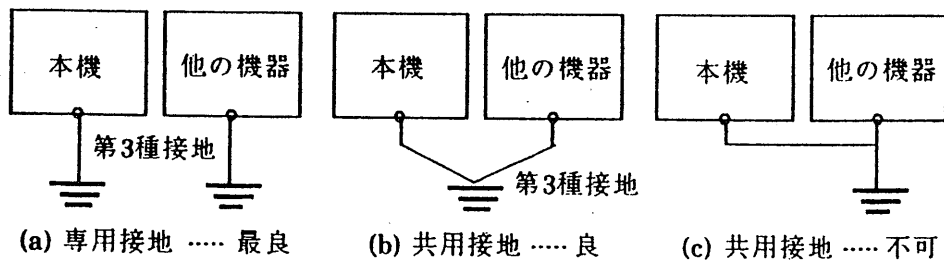 本機 他の機器 本機 他の機器 本機 他の機器
第3種接地
第3種接地
(a) 専用接地 ····· 最良 (b) 共用接地 ····· 良 (c) 共用接地 ····· 不可